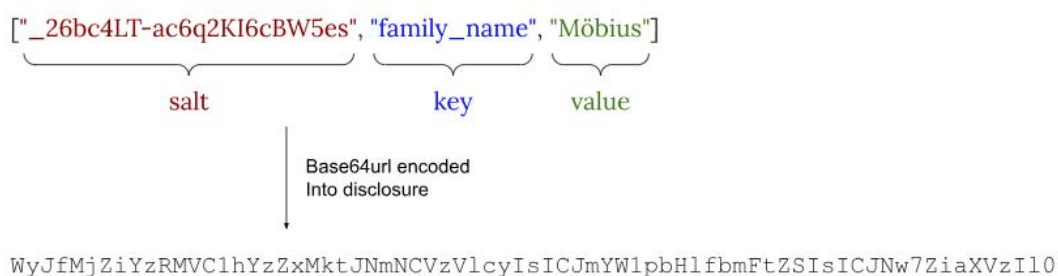 ["_26bc4LT-ac6q2KI6cBW5es", "family_name", "Möbius"]
salt key value
Base64url encoded
Into disclosure
WyJfMjZiYzRMVC1hYzZxMktJNmNCVzVlcyIsICJmYW1pbHlfbmFtZSIsICJNw7ZiaXVzIl0